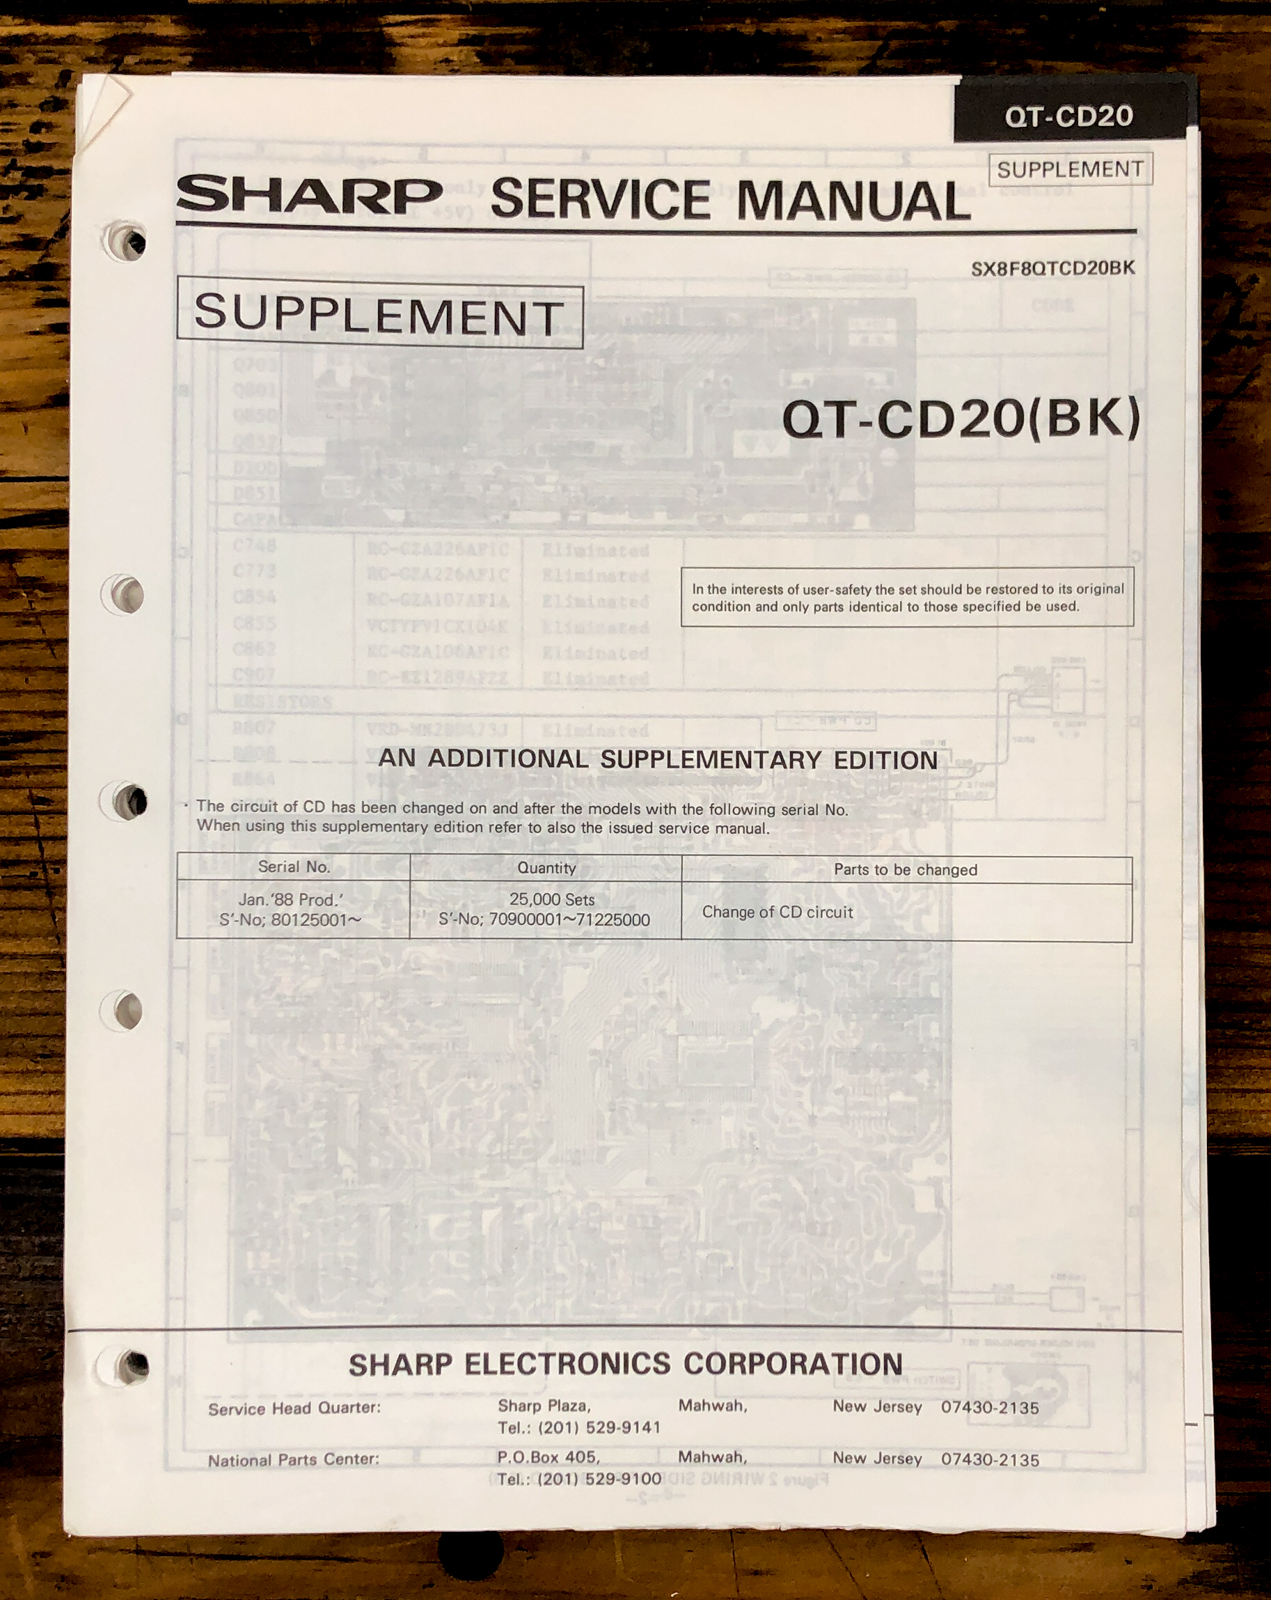 QT-CD20
SUPPLEMENT
SHARP SERVICE MANUAL
SX8F8QTCD20BK
SUPPLEMENT
QT-CD20(BK)
In the interests of user-safety the set should be restored to its original
condition and only parts identical to those specified be used.
AN ADDITIONAL SUPPLEMENTARY EDITION
· The circuit of CD has been changed on and after the models with the following serial No.
When using this supplementary edition refer to also the issued service manual.
Serial No. Quantity Parts to be changed
Jan.'88 Prod.' 25,000 Sets
S'-No; 80125001~ S'-No; 70900001~71225000 Change of CD circuit
SHARP ELECTRONICS CORPORATION
Service Head Quarter: Sharp Plaza, Mahwah, New Jersey 07430-2135
Tel.: (201) 529-9141
National Parts Center: P.O.Box 405, Mahwah, New Jersey 07430-2135
Tel.: (201) 529-9100